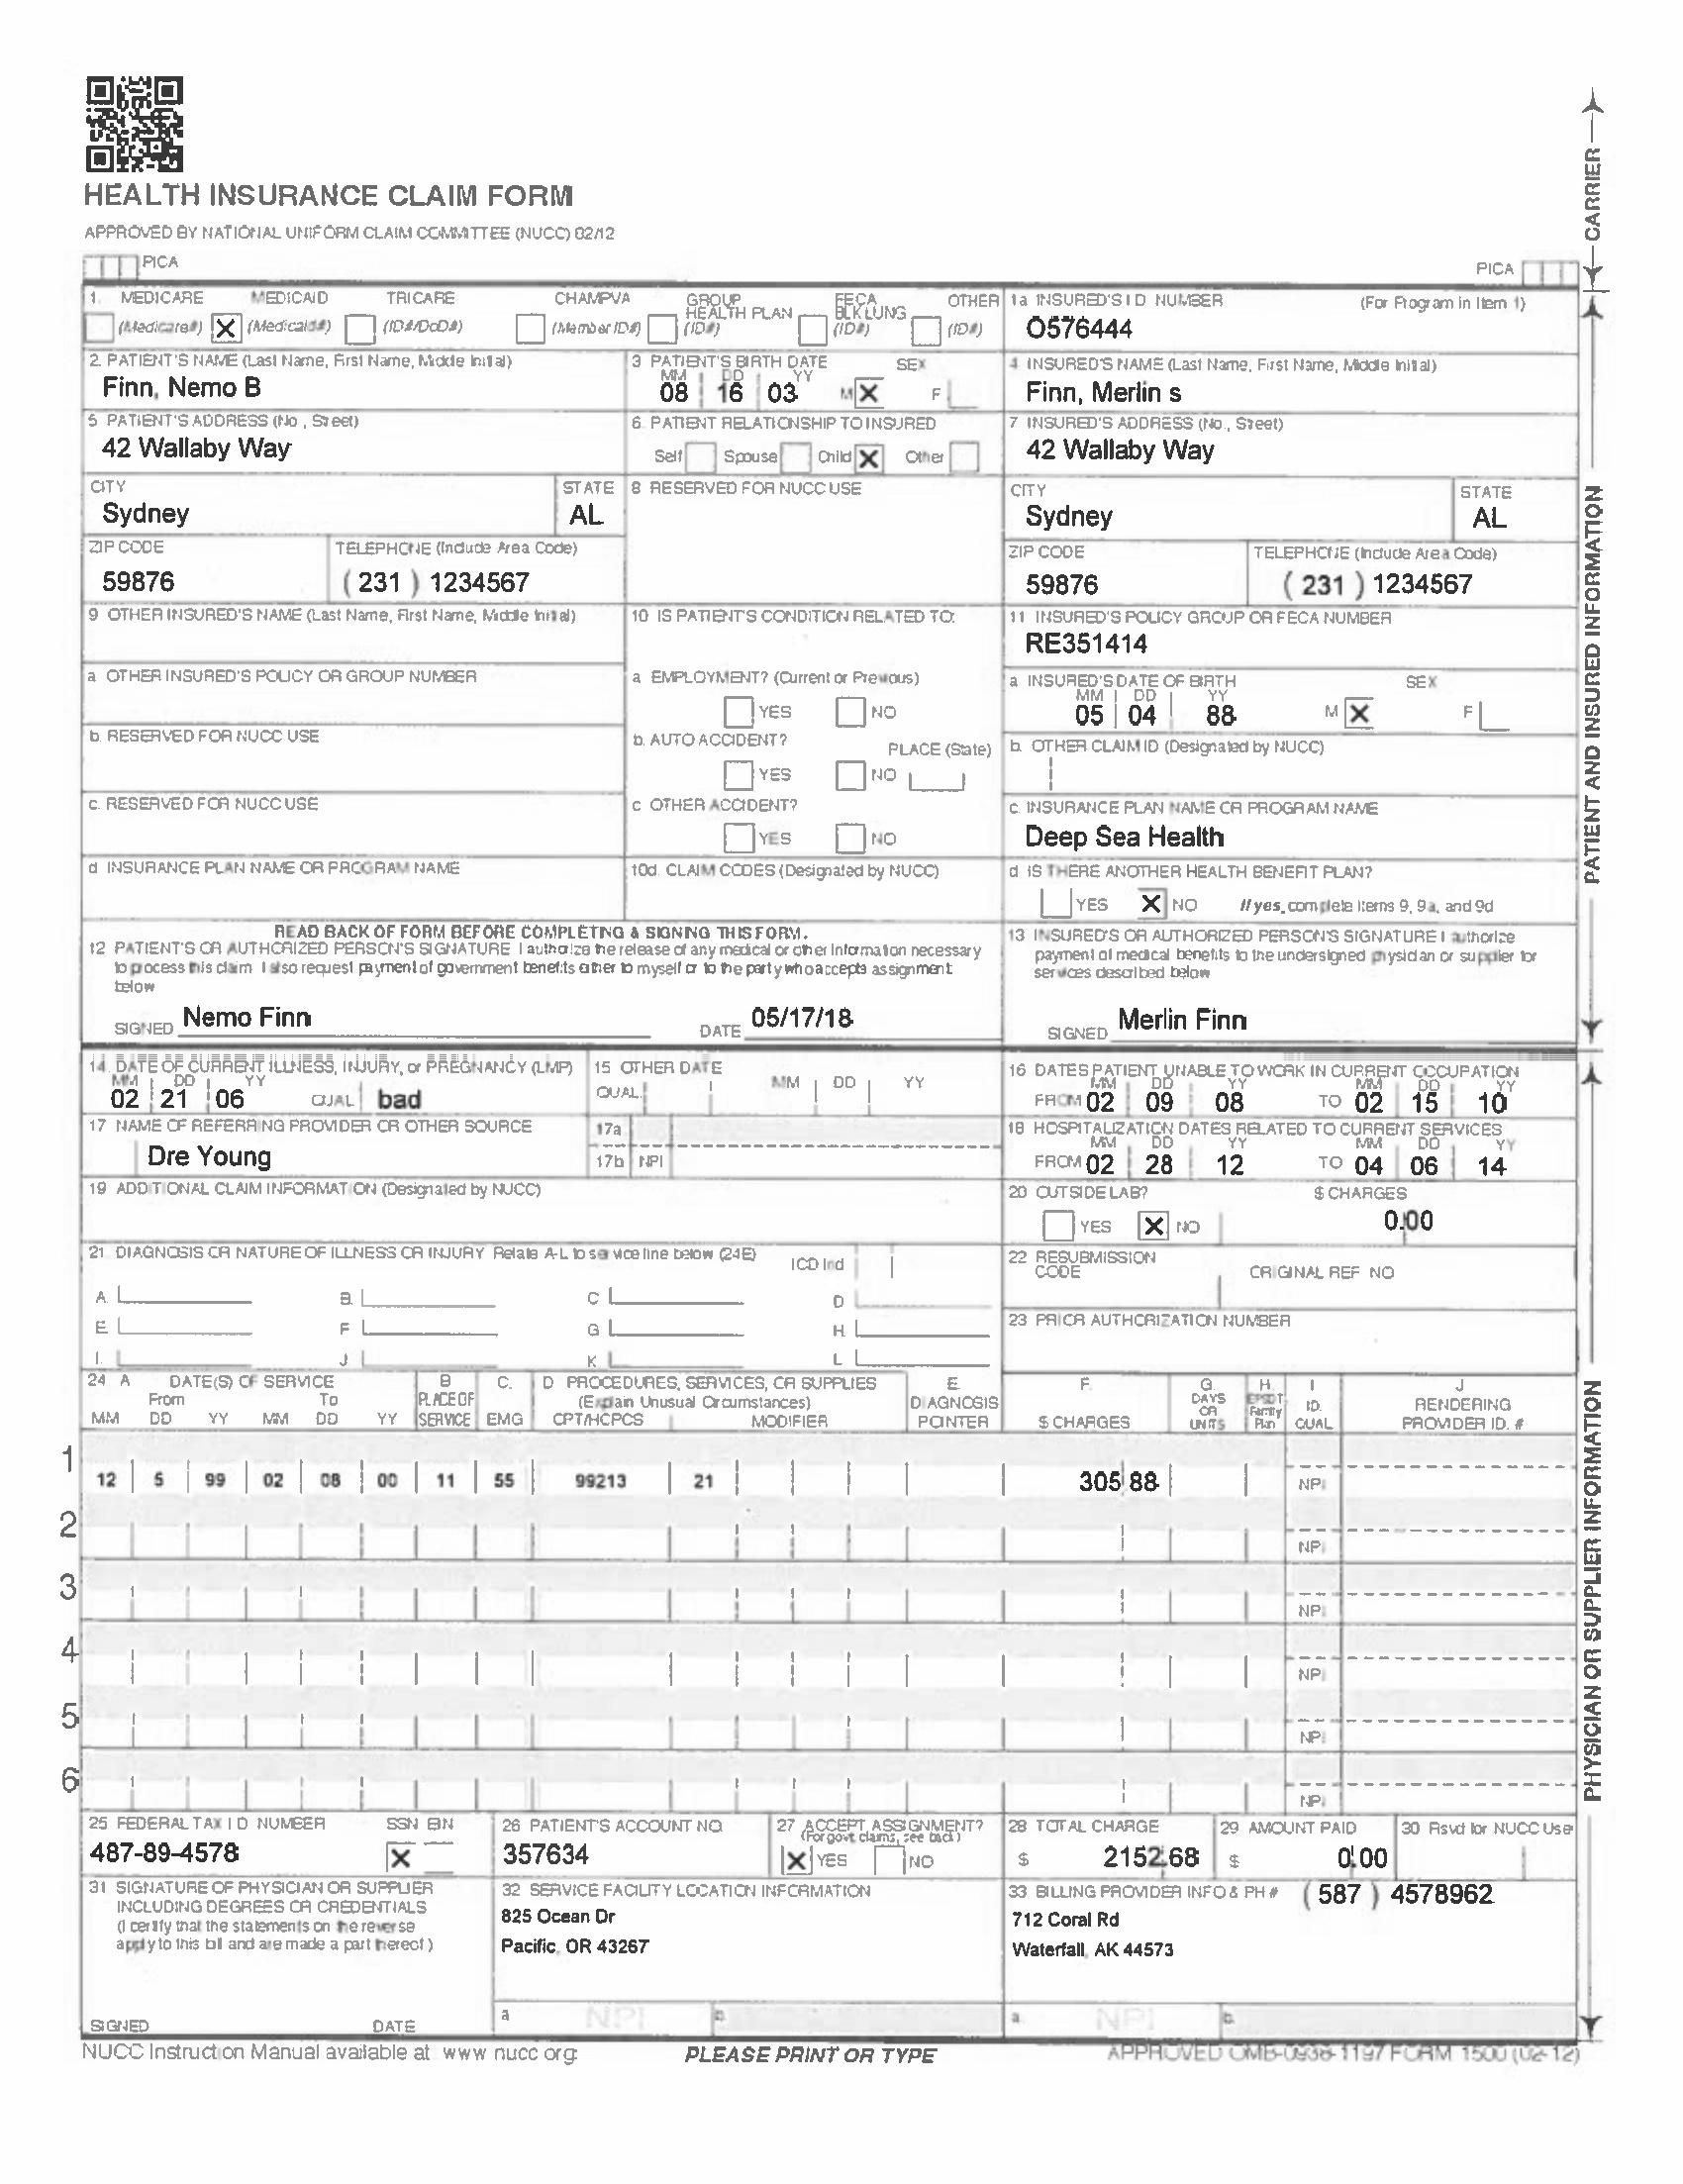 HEALTH INSURANCE CLAIM FORM
APPROVED BY NATIONAL UNIFORM CLAIM COMMITTEE (NUCC) 02/12
PICA
PICA
CARRIER
1. MEDICARE MEDICAID TRICARE CHAMPVA GROUP HEALTH PLAN FECA BLK LUNG OTHER
(Medicare#) X (Medicaid#) (ID#/DoD#) (Member ID#) (ID#) (ID#) (ID#)
1a INSURED'S I D NUMBER (For Program in Item 1)
O576444
2. PATIENT'S NAME (Last Name, First Name, Middle Initial)
Finn, Nemo B
3 PATIENT'S BIRTH DATE SEX
MM DD YY
08 16 03 M X F
4 INSURED'S NAME (Last Name, First Name, Middle Initial)
Finn, Merlin s
5 PATIENT'S ADDRESS (No , Street)
42 Wallaby Way
6. PATIENT RELATIONSHIP TO INSURED
Self Spouse Child X Other
7 INSURED'S ADDRESS (No., Street)
42 Wallaby Way
CITY STATE
Sydney AL
8 RESERVED FOR NUCC USE
CITY STATE
Sydney AL
ZIP CODE TELEPHONE (Include Area Code)
59876 ( 231 ) 1234567
ZIP CODE TELEPHONE (Include Area Code)
59876 ( 231 ) 1234567
9 OTHER INSURED'S NAME (Last Name, First Name, Middle Initial)
10 IS PATIENT'S CONDITION RELATED TO:
11 INSURED'S POLICY GROUP OR FECA NUMBER
RE351414
a OTHER INSURED'S POLICY OR GROUP NUMBER
a EMPLOYMENT? (Current or Previous)
YES NO
a INSURED'S DATE OF BIRTH SEX
MM DD YY
05 04 88 M X F
b. RESERVED FOR NUCC USE
b. AUTO ACCIDENT? PLACE (State)
YES NO
b. OTHER CLAIM ID (Designated by NUCC)
c. RESERVED FOR NUCC USE
c OTHER ACCIDENT?
YES NO
c. INSURANCE PLAN NAME OR PROGRAM NAME
Deep Sea Health
d INSURANCE PLAN NAME OR PROGRAM NAME
10d. CLAIM CODES (Designated by NUCC)
d IS THERE ANOTHER HEALTH BENEFIT PLAN?
YES X NO If yes, complete items 9, 9a, and 9d
READ BACK OF FORM BEFORE COMPLETING & SIGNING THIS FORM.
12 PATIENT'S OR AUTHORIZED PERSON'S SIGNATURE I authorize the release of any medical or other information necessary
to process this claim I also request payment of government benefits either to myself or to the party who accepts assignment
below
SIGNED Nemo Finn DATE 05/17/18
13 INSURED'S OR AUTHORIZED PERSON'S SIGNATURE I authorize
payment of medical benefits to the undersigned physician or supplier for
services described below
SIGNED Merlin Finn
PATIENT AND INSURED INFORMATION
14. DATE OF CURRENT ILLNESS, INJURY, or PREGNANCY (LMP)
MM DD YY
02 21 06 QUAL bad
15 OTHER DATE
QUAL. MM DD YY
16 DATES PATIENT UNABLE TO WORK IN CURRENT OCCUPATION
MM DD YY MM DD YY
FROM 02 09 08 TO 02 15 10
17 NAME OF REFERRING PROVIDER OR OTHER SOURCE
Dre Young
17a
17b NPI
18 HOSPITALIZATION DATES RELATED TO CURRENT SERVICES
MM DD YY MM DD YY
FROM 02 28 12 TO 04 06 14
19 ADDITIONAL CLAIM INFORMATION (Designated by NUCC)
20 OUTSIDE LAB? $ CHARGES
YES X NO 0.00
21 DIAGNOSIS OR NATURE OF ILLNESS OR INJURY Relate A-L to service line below (24E) ICD Ind
A. B. C D
E. F G H.
I. J K L
22 RESUBMISSION
CODE ORIGINAL REF NO
23 PRIOR AUTHORIZATION NUMBER
24 A DATE(S) OF SERVICE B C. D PROCEDURES, SERVICES, OR SUPPLIES E. F. G. H. I J
From To PLACE OF (Explain Unusual Circumstances) DIAGNOSIS DAYS OR EPSDT Family ID. RENDERING
MM DD YY MM DD YY SERVICE EMG CPT/HCPCS MODIFIER POINTER $ CHARGES UNITS Plan QUAL PROVIDER ID. #
1
12 5 99 02 08 00 11 55 99213 21 305 88 NPI
2
NPI
3
NPI
4
NPI
5
NPI
6
NPI
25 FEDERAL TAX I D NUMBER SSN EIN
487-89-4578 X
26 PATIENT'S ACCOUNT NO.
357634
27 ACCEPT ASSIGNMENT?
(For govt. claims, see back)
X YES NO
28 TOTAL CHARGE
$ 2152.68
29 AMOUNT PAID
$ 0.00
30 Rsvd for NUCC Use
31 SIGNATURE OF PHYSICIAN OR SUPPLIER
INCLUDING DEGREES OR CREDENTIALS
(I certify that the statements on the reverse
apply to this bill and are made a part thereof )
SIGNED DATE
32 SERVICE FACILITY LOCATION INFORMATION
825 Ocean Dr
Pacific, OR 43267
a NPI b.
33 BILLING PROVIDER INFO & PH # ( 587 ) 4578962
712 Coral Rd
Waterfall, AK 44573
a. NPI b.
PHYSICIAN OR SUPPLIER INFORMATION
NUCC Instruction Manual available at www nucc org
PLEASE PRINT OR TYPE
APPROVED OMB-0938-1197 FORM 1500 (02-12)